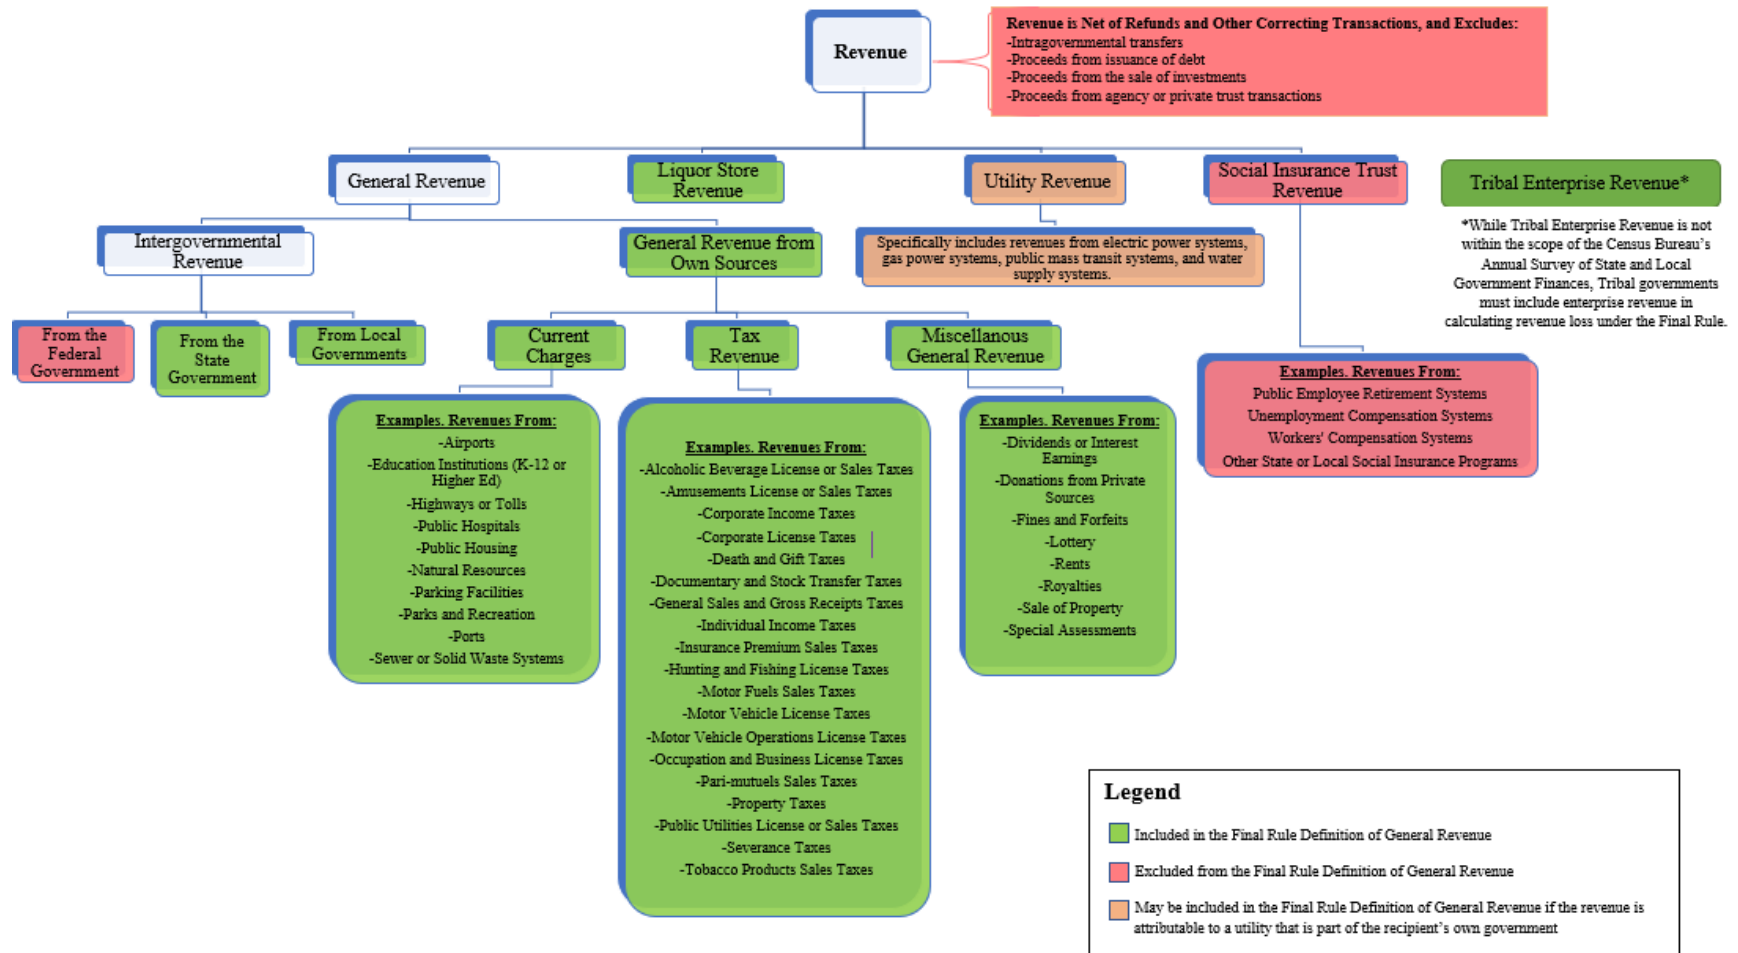 Revenue
Revenue is Net of Refunds and Other Correcting Transactions, and Excludes:
-Intragovernmental transfers
-Proceeds from issuance of debt
-Proceeds from the sale of investments
-Proceeds from agency or private trust transactions
General Revenue
Liquor Store
Revenue
Utility Revenue
Social Insurance Trust
Revenue
Tribal Enterprise Revenue*
*While Tribal Enterprise Revenue is not
within the scope of the Census Bureau's
Annual Survey of State and Local
Government Finances, Tribal governments
must include enterprise revenue in
calculating revenue loss under the Final Rule.
Intergovernmental
Revenue
General Revenue from
Own Sources
Specifically includes revenues from electric power systems,
gas power systems, public mass transit systems, and water
supply systems.
From the
Federal
Government
From the
State
Government
From Local
Governments
Current
Charges
Tax
Revenue
Miscellanous
General Revenue
Examples. Revenues From:
-Airports
-Education Institutions (K-12 or
Higher Ed)
-Highways or Tolls
-Public Hospitals
-Public Housing
-Natural Resources
-Parking Facilities
-Parks and Recreation
-Ports
-Sewer or Solid Waste Systems
Examples. Revenues From:
-Alcoholic Beverage License or Sales Taxes
-Amusements License or Sales Taxes
-Corporate Income Taxes
-Corporate License Taxes
-Death and Gift Taxes
-Documentary and Stock Transfer Taxes
-General Sales and Gross Receipts Taxes
-Individual Income Taxes
-Insurance Premium Sales Taxes
-Hunting and Fishing License Taxes
-Motor Fuels Sales Taxes
-Motor Vehicle License Taxes
-Motor Vehicle Operations License Taxes
-Occupation and Business License Taxes
-Pari-mutuels Sales Taxes
-Property Taxes
-Public Utilities License or Sales Taxes
-Severance Taxes
-Tobacco Products Sales Taxes
Examples. Revenues From:
-Dividends or Interest
Earnings
-Donations from Private
Sources
-Fines and Forfeits
-Lottery
-Rents
-Royalties
-Sale of Property
-Special Assessments
Examples. Revenues From:
Public Employee Retirement Systems
Unemployment Compensation Systems
Workers' Compensation Systems
Other State or Local Social Insurance Programs
Legend
Included in the Final Rule Definition of General Revenue
Excluded from the Final Rule Definition of General Revenue
May be included in the Final Rule Definition of General Revenue if the revenue is
attributable to a utility that is part of the recipient's own government